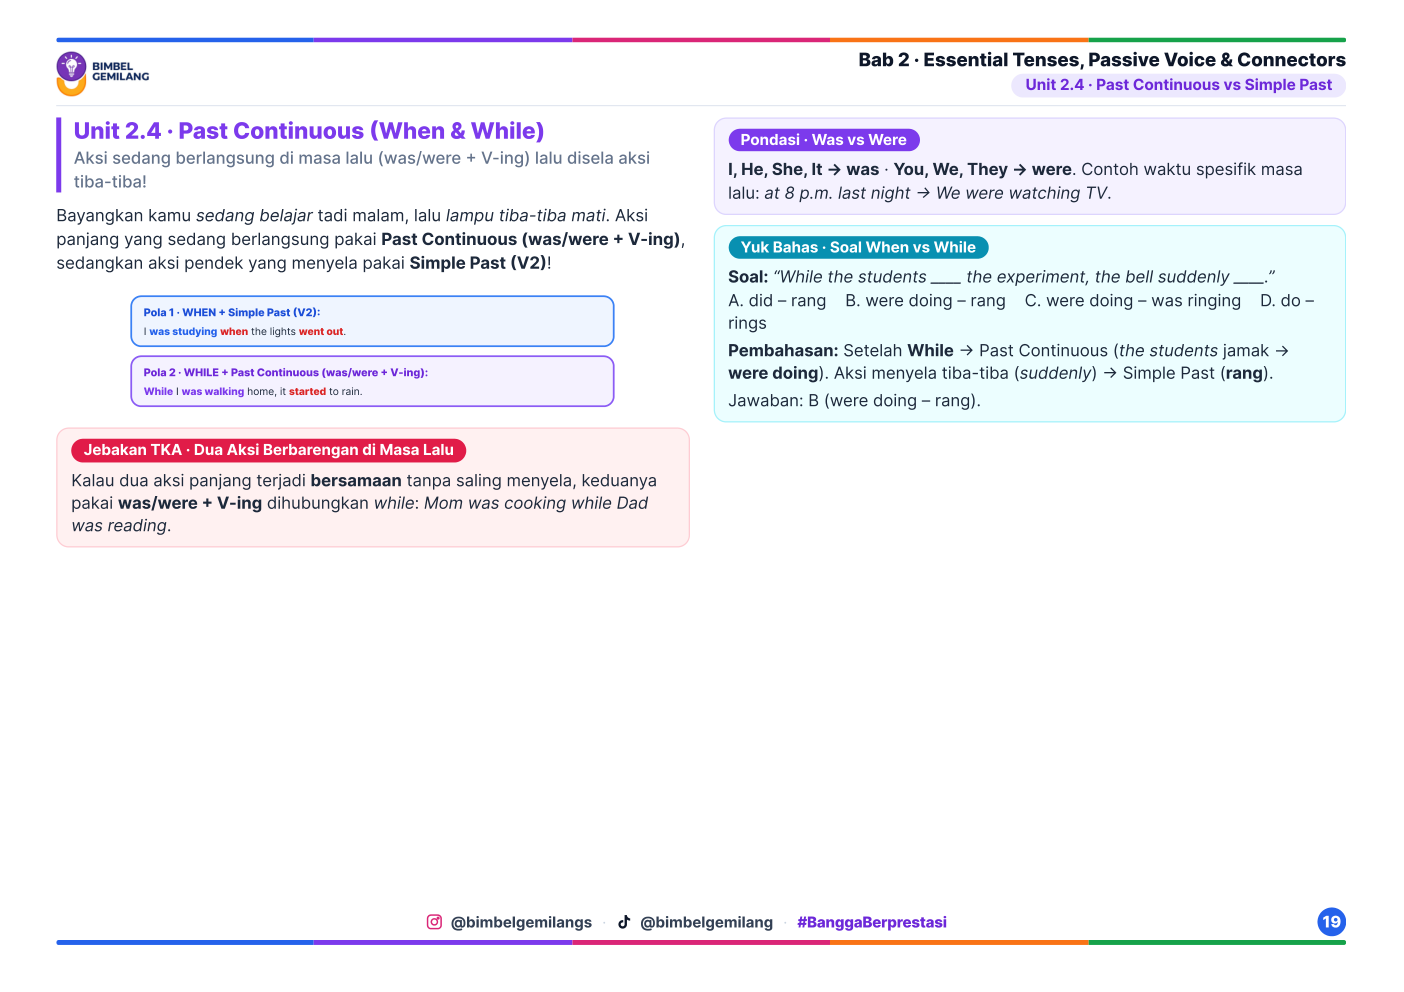 BIMBEL
GEMILANG
Bab 2 · Essential Tenses, Passive Voice & Connectors
Unit 2.4 · Past Continuous vs Simple Past
Unit 2.4 · Past Continuous (When & While)
Aksi sedang berlangsung di masa lalu (was/were + V-ing) lalu disela aksi
tiba-tiba!
Bayangkan kamu sedang belajar tadi malam, lalu lampu tiba-tiba mati. Aksi
panjang yang sedang berlangsung pakai Past Continuous (was/were + V-ing),
sedangkan aksi pendek yang menyela pakai Simple Past (V2)!
Pola 1 · WHEN + Simple Past (V2):
I was studying when the lights went out.
Pola 2 · WHILE + Past Continuous (was/were + V-ing):
While I was walking home, it started to rain.
Jebakan TKA · Dua Aksi Berbarengan di Masa Lalu
Kalau dua aksi panjang terjadi bersamaan tanpa saling menyela, keduanya
pakai was/were + V-ing dihubungkan while: Mom was cooking while Dad
was reading.
Pondasi · Was vs Were
I, He, She, It → was · You, We, They → were. Contoh waktu spesifik masa
lalu: at 8 p.m. last night → We were watching TV.
Yuk Bahas · Soal When vs While
Soal: “While the students ____ the experiment, the bell suddenly ____.”
A. did – rang B. were doing – rang C. were doing – was ringing D. do –
rings
Pembahasan: Setelah While → Past Continuous (the students jamak →
were doing). Aksi menyela tiba-tiba (suddenly) → Simple Past (rang).
Jawaban: B (were doing – rang).
@bimbelgemilangs · @bimbelgemilang · #BanggaBerprestasi
19